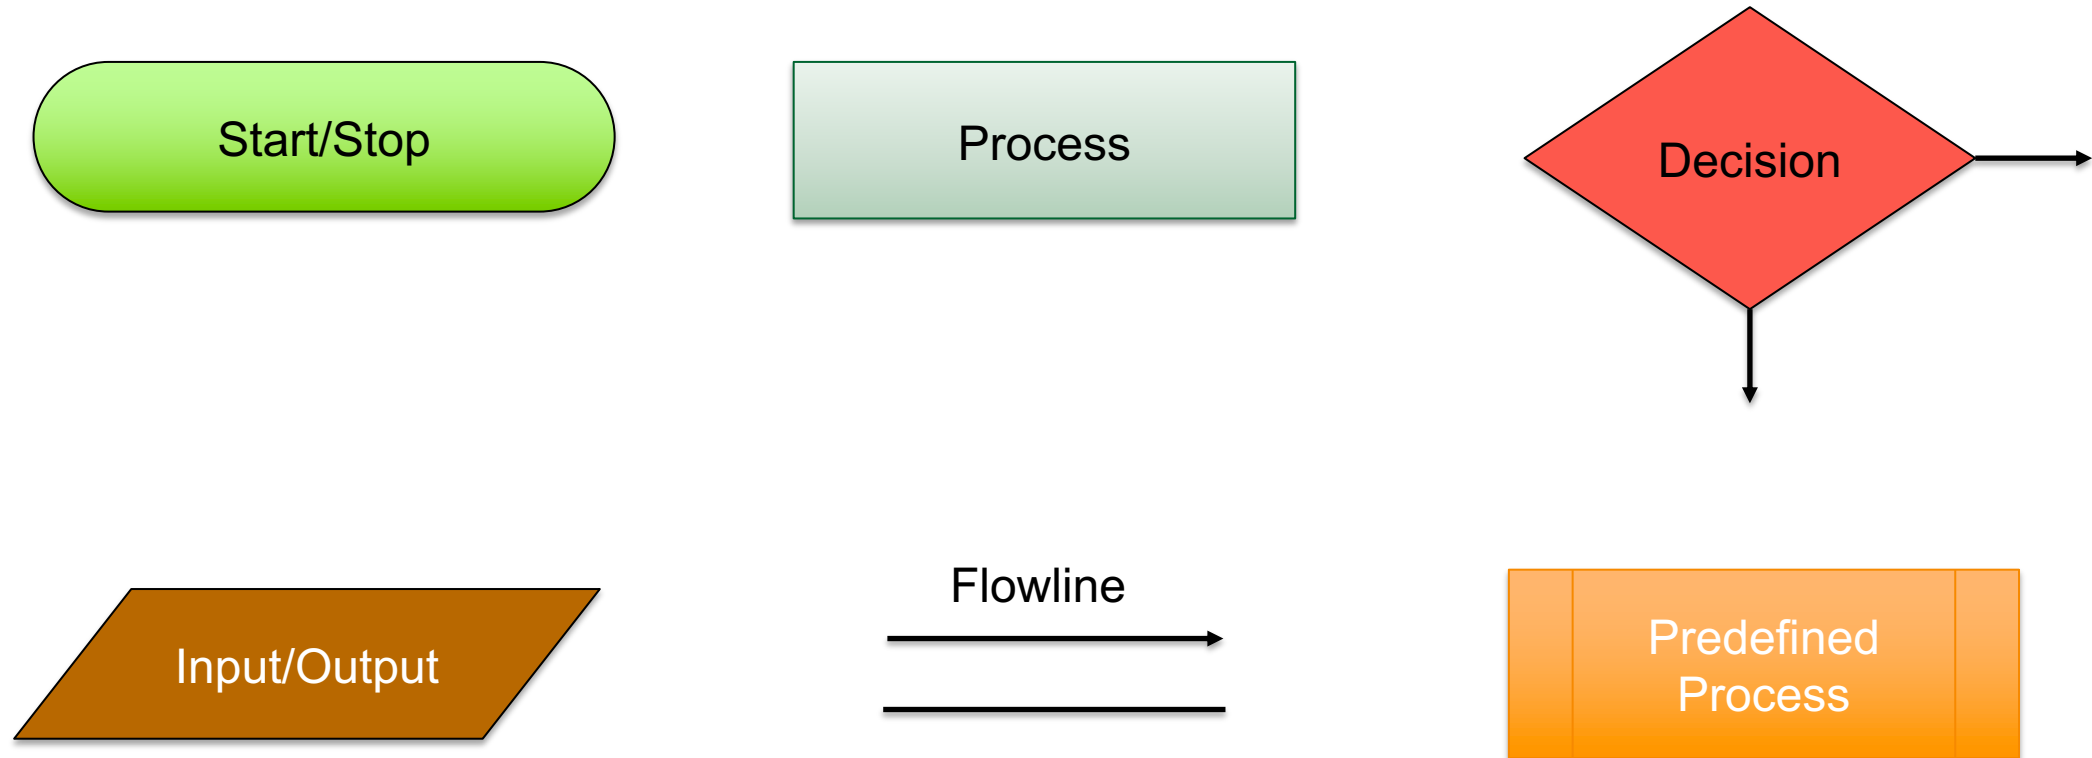 Start/Stop
Process
Decision
Input/Output
Flowline
Predefined
Process